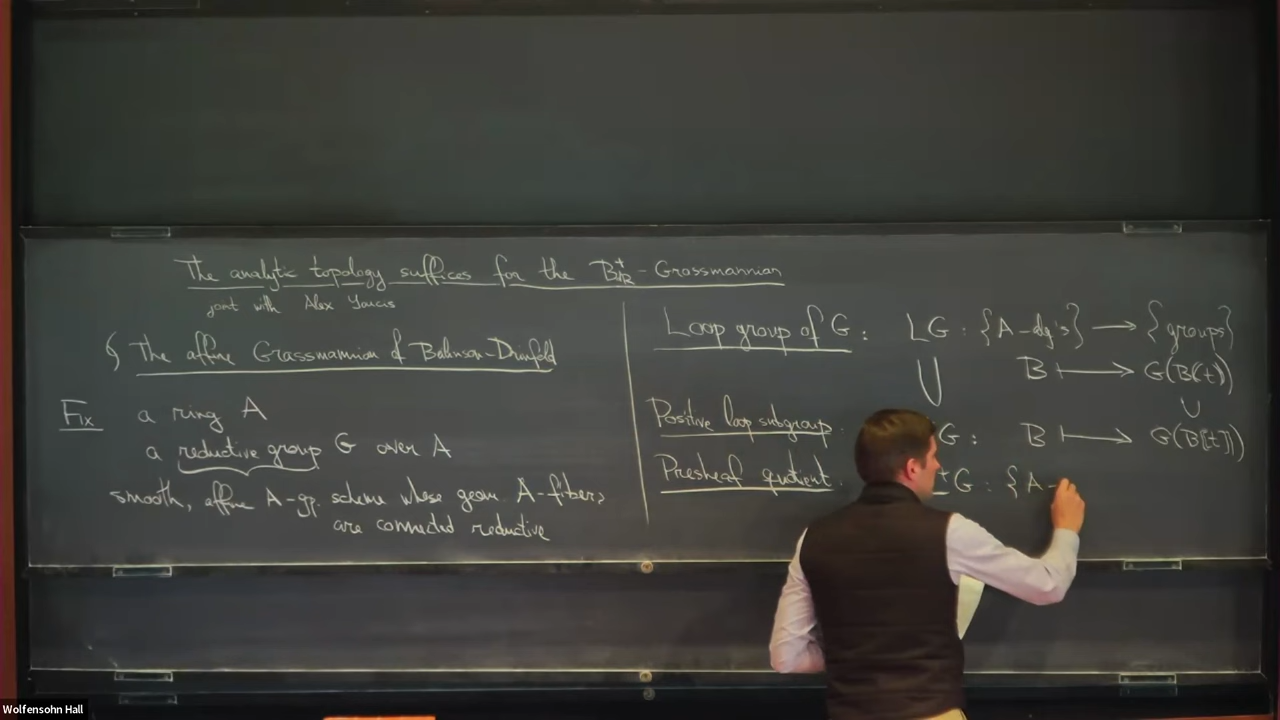 The analytic topology suffices for the B⁺dR-Grassmannian
joint with Alex Youcis
§ The affine Grassmannian of Beilinson-Drinfeld
Fix a ring A
a reductive group G over A
smooth, affine A-gp. scheme whose geom. A-fibers
are connected reductive
Loop group of G: LG: {A-alg's} → {groups}
∪ B ↦ G(B((t)))
∪
Positive loop subgroup: G: B ↦ G(B[[t]])
Presheaf quotient: ⁺G: {A-
Wolfensohn Hall